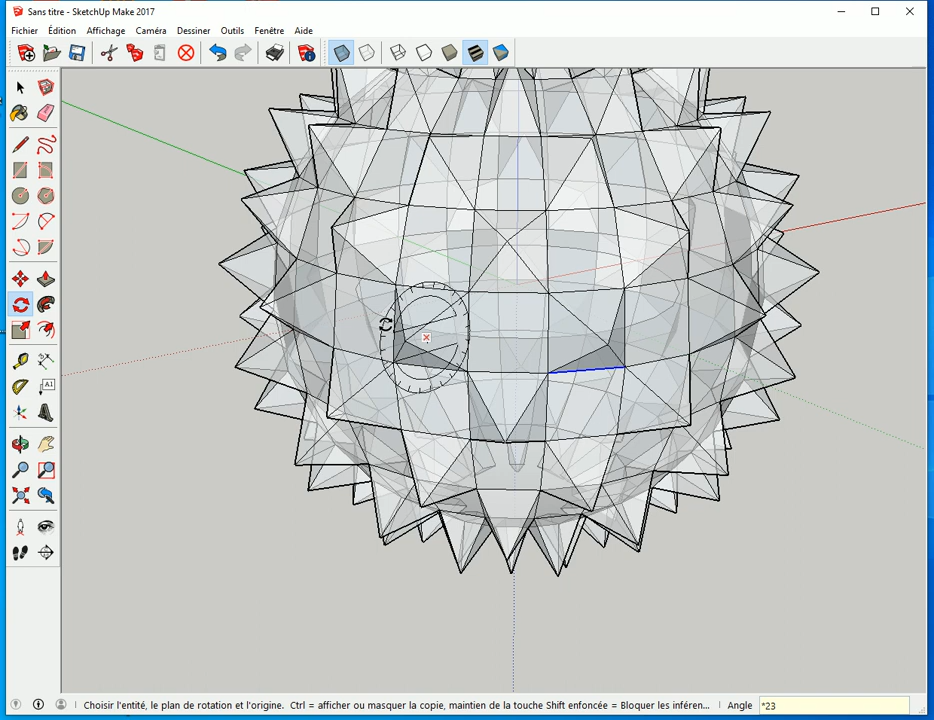 Sans titre - SketchUp Make 2017
Fichier Édition Affichage Caméra Dessiner Outils Fenêtre Aide
A1
Choisir l'entité, le plan de rotation et l'origine. Ctrl = afficher ou masquer la copie, maintien de la touche Shift enfoncée = Bloquer les inféren... Angle *23